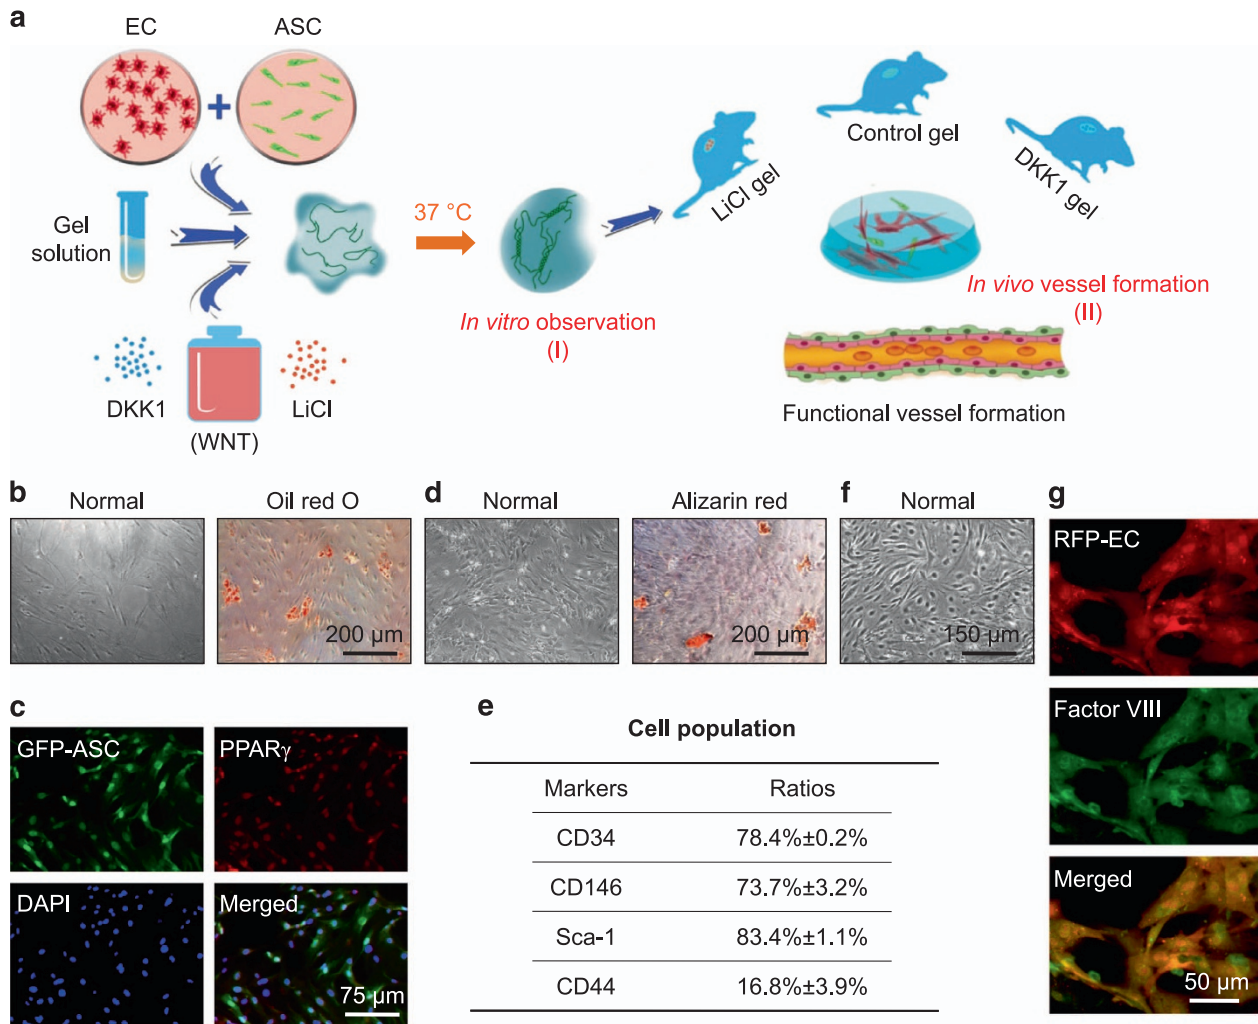 a
EC
ASC
Gel
solution
37 °C
DKK1
(WNT)
LiCl
In vitro observation
(I)
LiCl gel
Control gel
DKK1 gel
In vivo vessel formation
(II)
Functional vessel formation
b
Normal
Oil red O
200 µm
d
Normal
Alizarin red
200 µm
f
Normal
150 µm
g
RFP-EC
Factor VIII
Merged
50 µm
c
GFP-ASC
PPARγ
DAPI
Merged
75 µm
e
Cell population
Markers Ratios
CD34 78.4%±0.2%
CD146 73.7%±3.2%
Sca-1 83.4%±1.1%
CD44 16.8%±3.9%